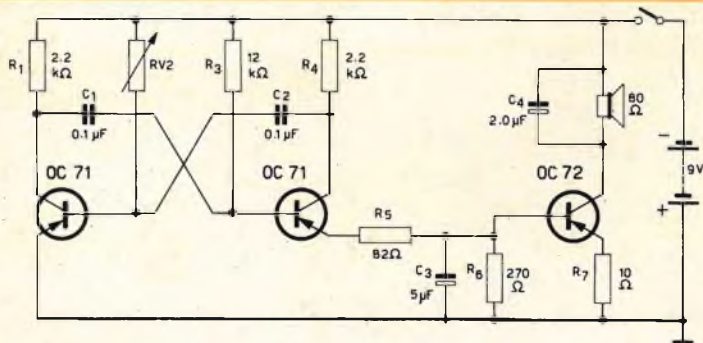 R1
2.2
kΩ
RV2
R3
12
kΩ
R4
2.2
kΩ
C1
0.1 µF
C2
0.1 µF
C4
2.0 µF
80
Ω
OC 71
OC 71
OC 72
-
9V
+
R5
82Ω
C3
5µF
R6
270
Ω
R7
10
Ω